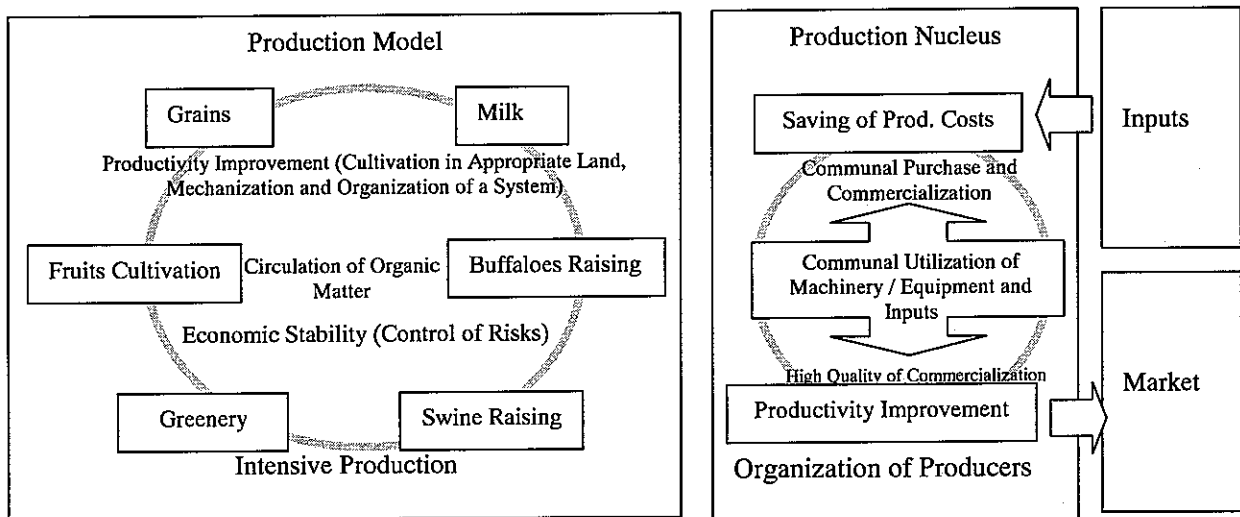 Production Model
Grains
Milk
Productivity Improvement (Cultivation in Appropriate Land,
Mechanization and Organization of a System)
Fruits Cultivation
Circulation of Organic
Matter
Buffaloes Raising
Economic Stability (Control of Risks)
Greenery
Swine Raising
Intensive Production
Production Nucleus
Saving of Prod. Costs
Communal Purchase and
Commercialization
Communal Utilization of
Machinery / Equipment and
Inputs
High Quality of Commercialization
Productivity Improvement
Organization of Producers
Inputs
Market